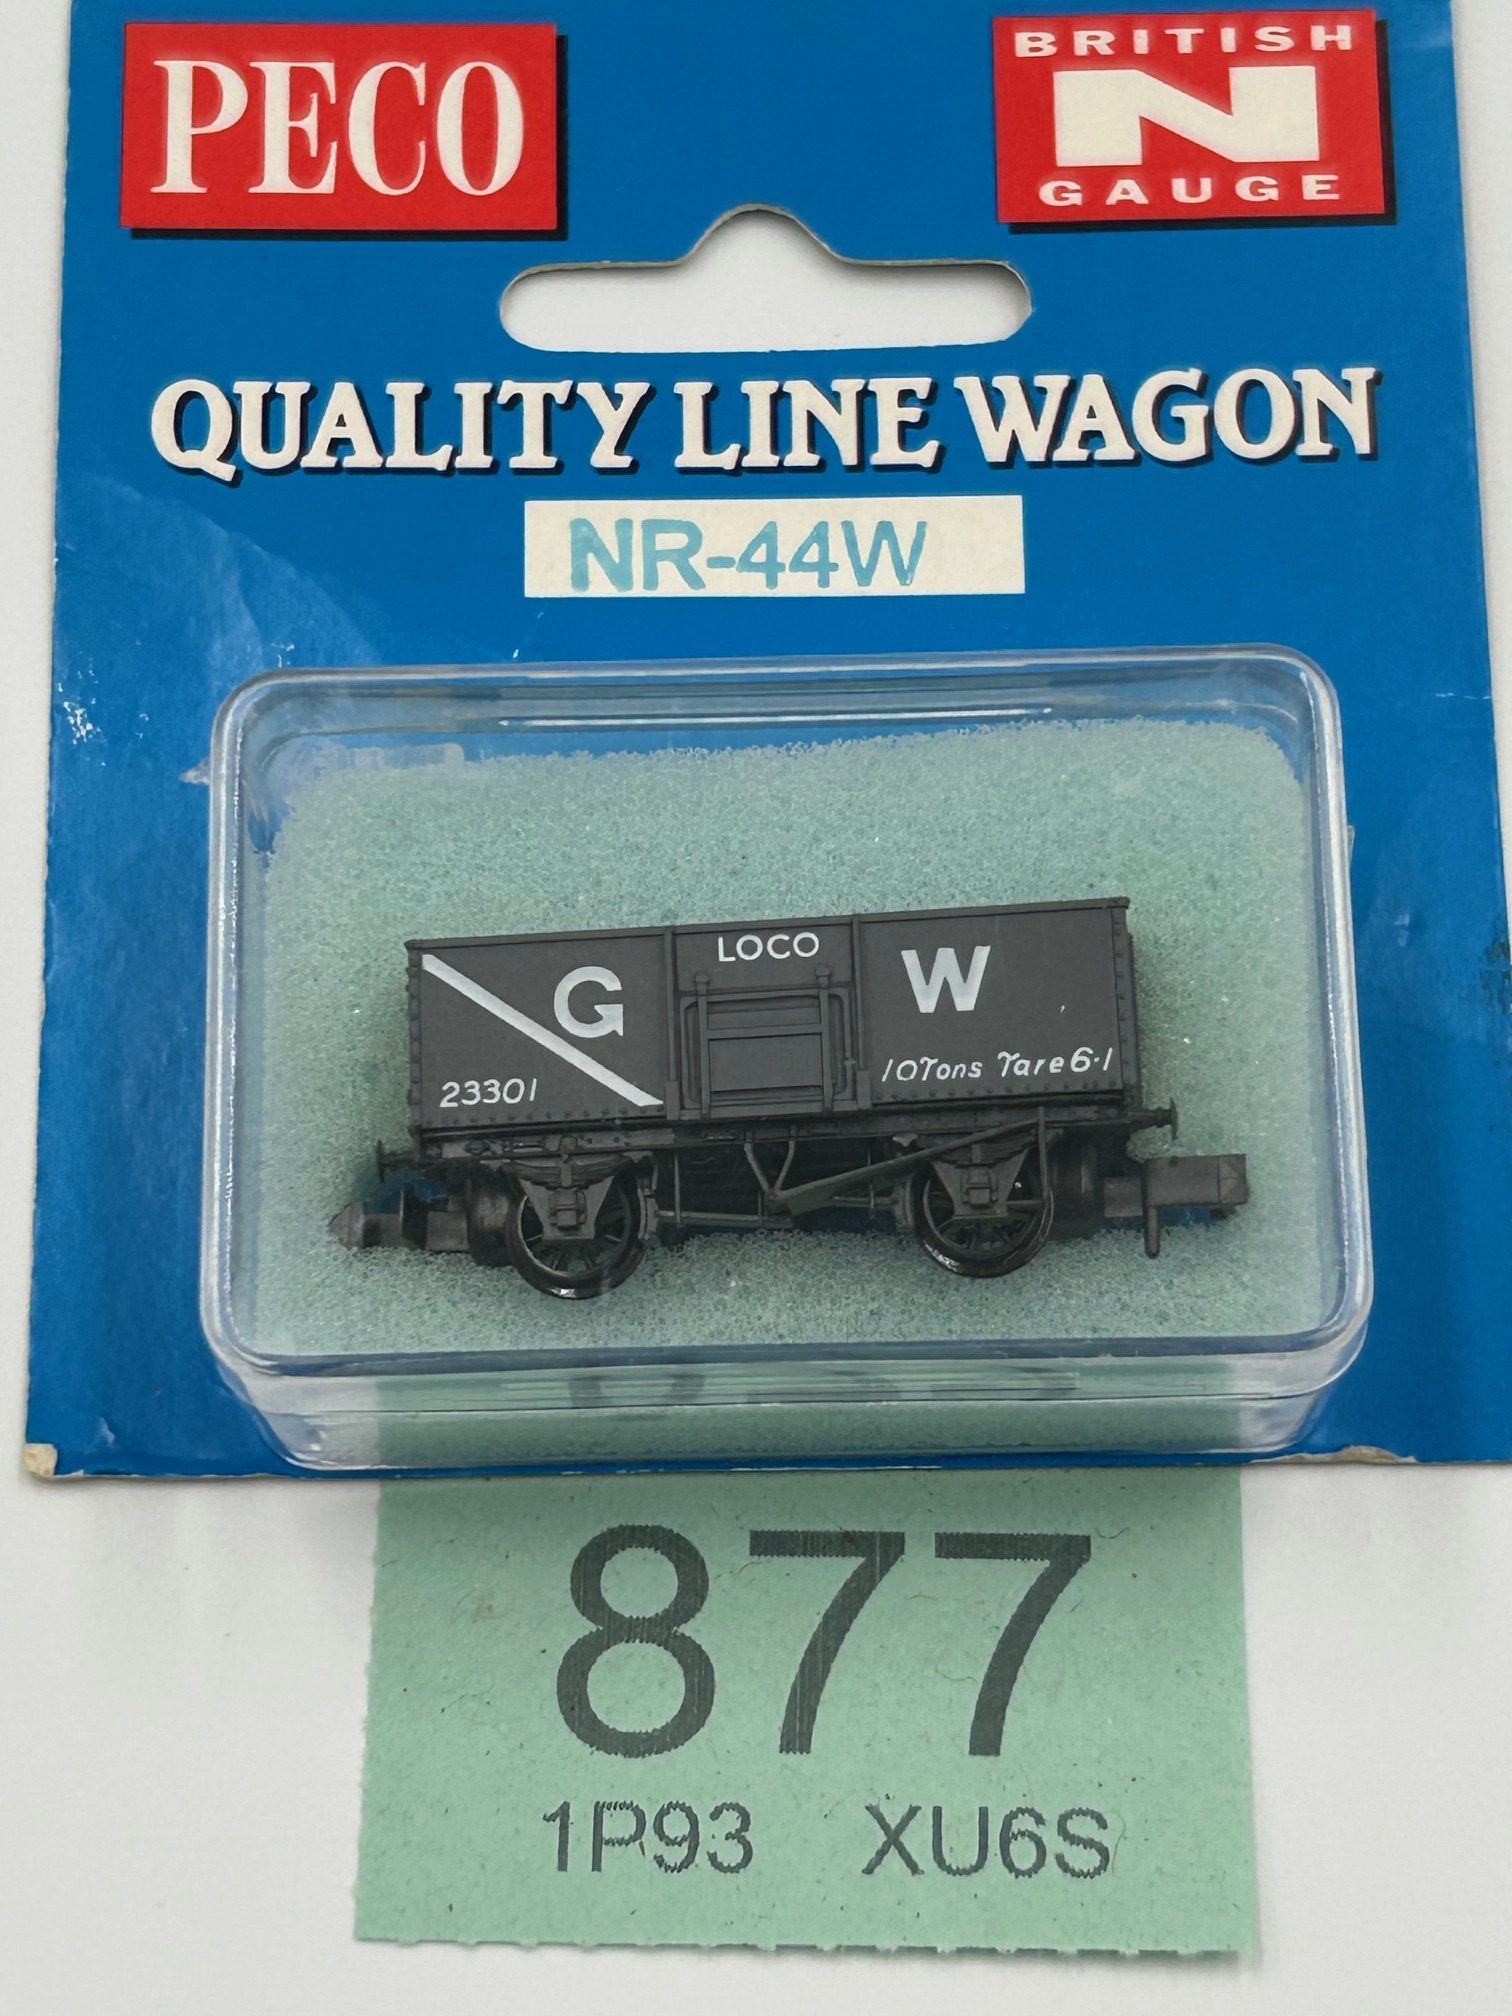 PECO
BRITISH
N
GAUGE
QUALITY LINE WAGON
NR-44W
LOCO
G W
23301
10Tons Tare 6·1
877
1P93 XU6S